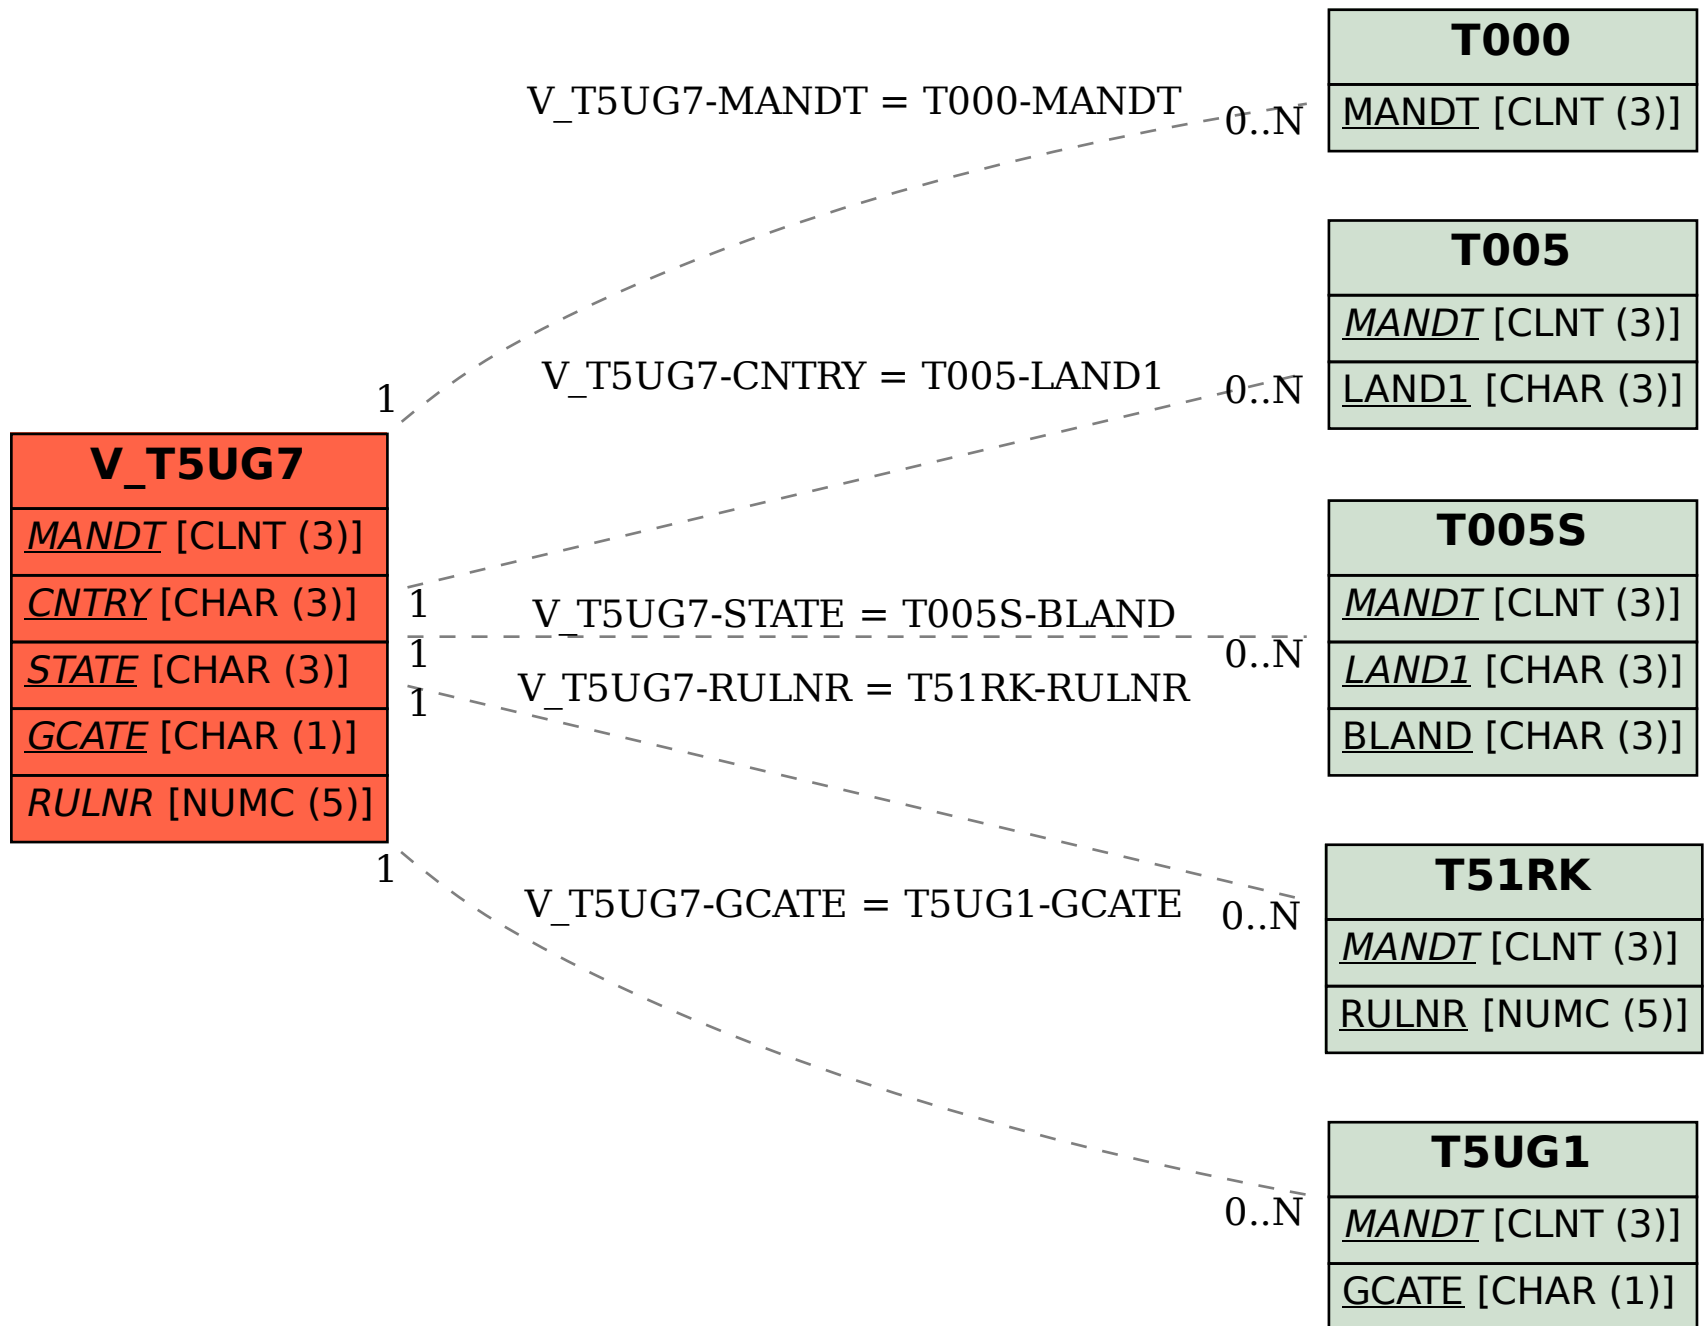 T000
MANDT [CLNT (3)]
V_T5UG7-MANDT = T000-MANDT
0..N
1
T005
MANDT [CLNT (3)]
LAND1 [CHAR (3)]
V_T5UG7-CNTRY = T005-LAND1
0..N
1
V_T5UG7
MANDT [CLNT (3)]
CNTRY [CHAR (3)]
STATE [CHAR (3)]
GCATE [CHAR (1)]
RULNR [NUMC (5)]
T005S
MANDT [CLNT (3)]
LAND1 [CHAR (3)]
BLAND [CHAR (3)]
V_T5UG7-STATE = T005S-BLAND
0..N
1
V_T5UG7-RULNR = T51RK-RULNR
0..N
1
T51RK
MANDT [CLNT (3)]
RULNR [NUMC (5)]
V_T5UG7-GCATE = T5UG1-GCATE
0..N
1
T5UG1
MANDT [CLNT (3)]
GCATE [CHAR (1)]